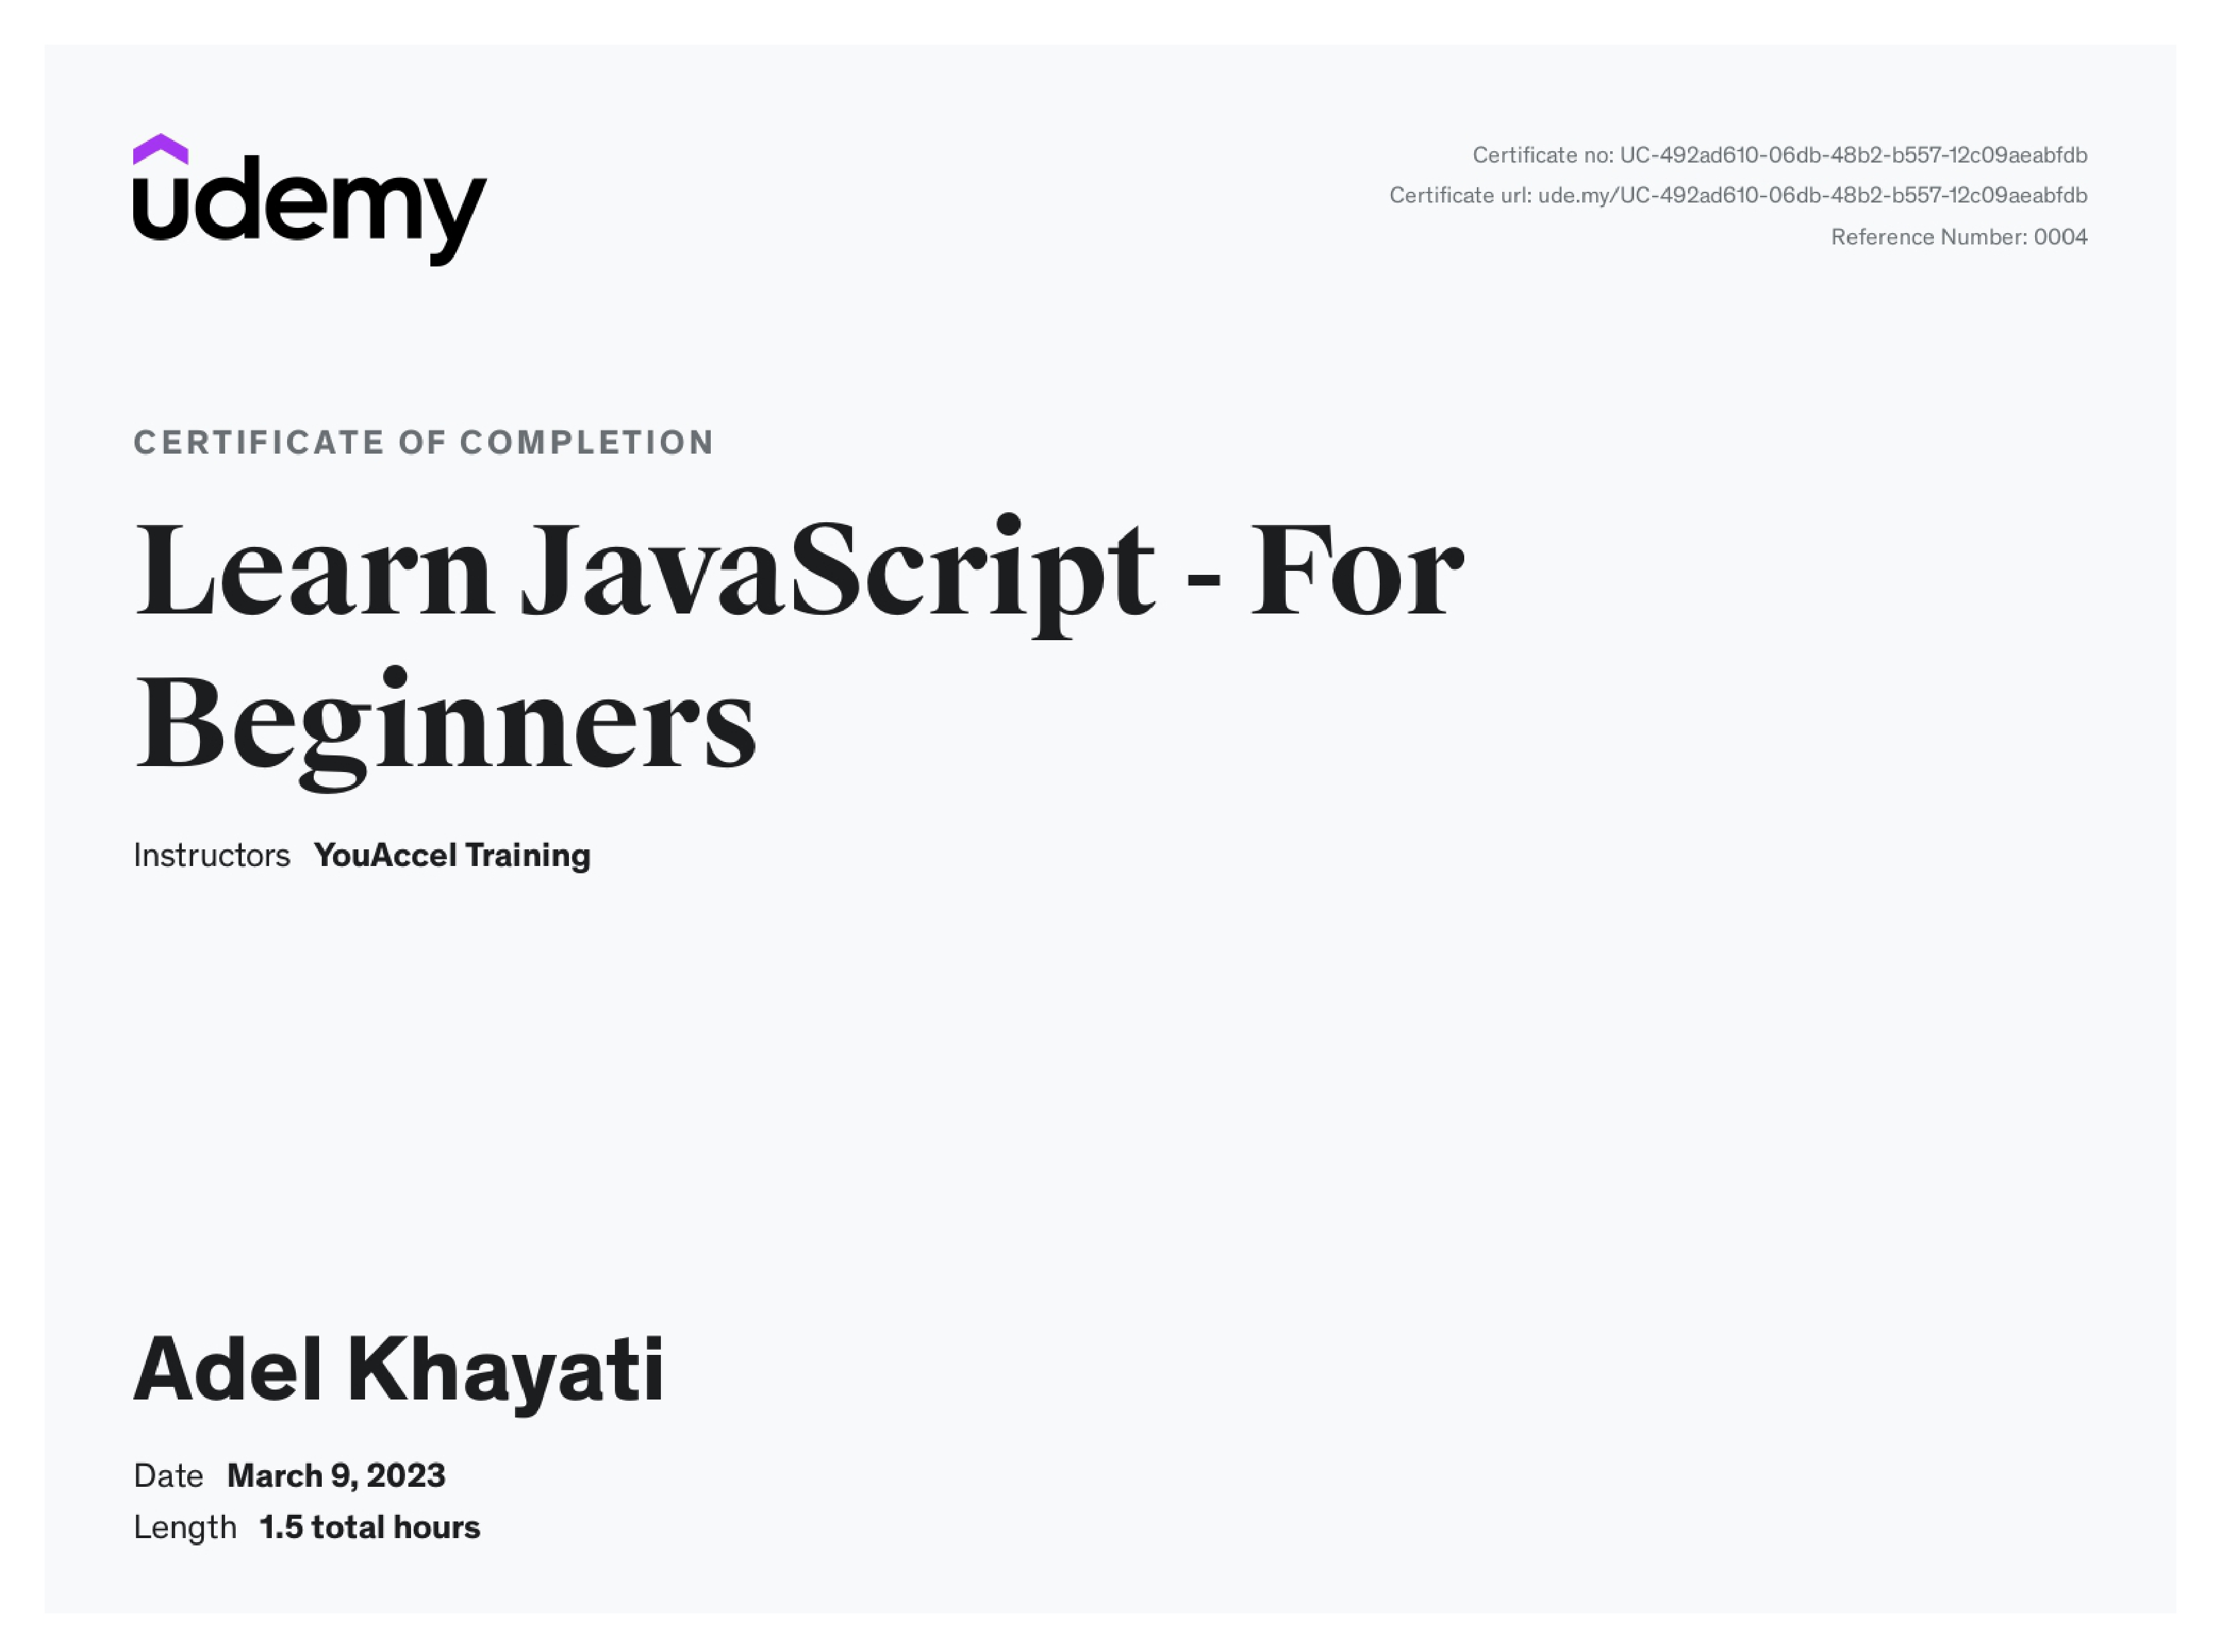 udemy
Certificate no: UC-492ad610-06db-48b2-b557-12c09aeabfdb
Certificate url: ude.my/UC-492ad610-06db-48b2-b557-12c09aeabfdb
Reference Number: 0004
CERTIFICATE OF COMPLETION
Learn JavaScript - For
Beginners
Instructors YouAccel Training
Adel Khayati
Date March 9, 2023
Length 1.5 total hours